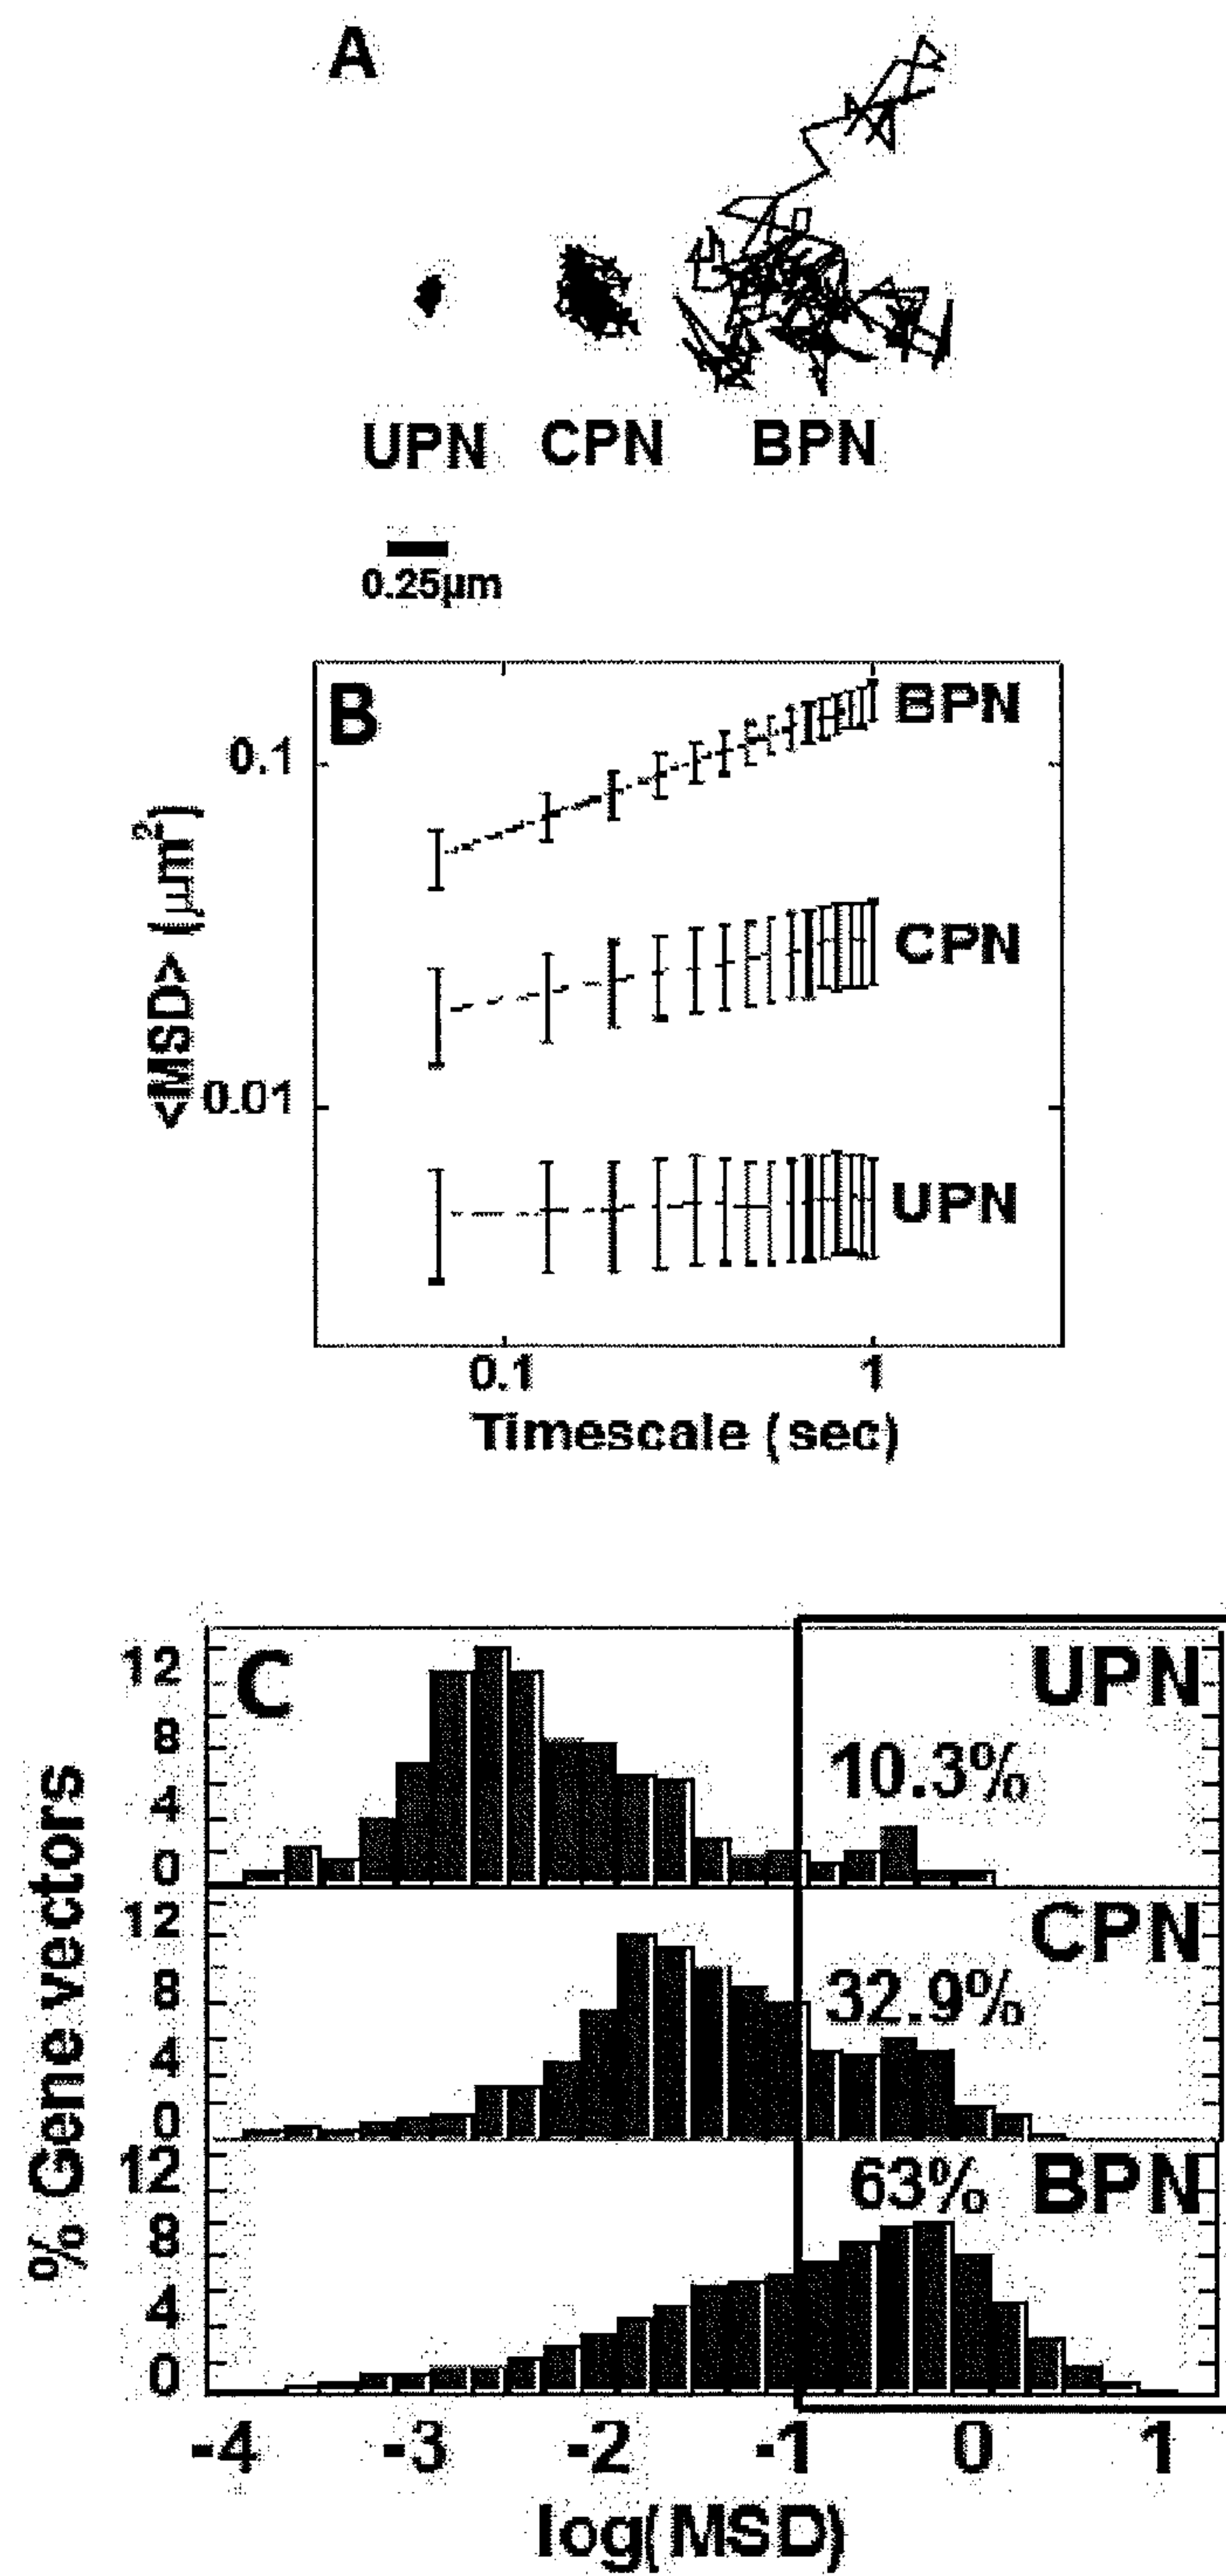 A
UPN CPN BPN
0.25µm
B
BPN
0.1
CPN
<MSD> (µm²)
0.01
UPN
0.1 1
Timescale (sec)
C
UPN
12
10.3%
8
4
0
CPN
12
32.9%
8
4
0
% Gene vectors
63% BPN
12
8
4
0
-4 -3 -2 -1 0 1
log(MSD)